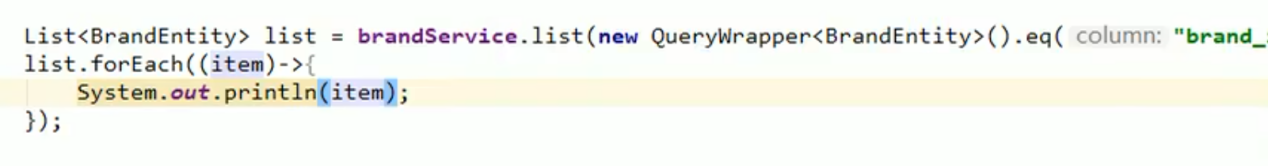 List<BrandEntity> list = brandService.list(new QueryWrapper<BrandEntity>().eq( column: "brand_
list.forEach((item)->{
    System.out.println(item);
});